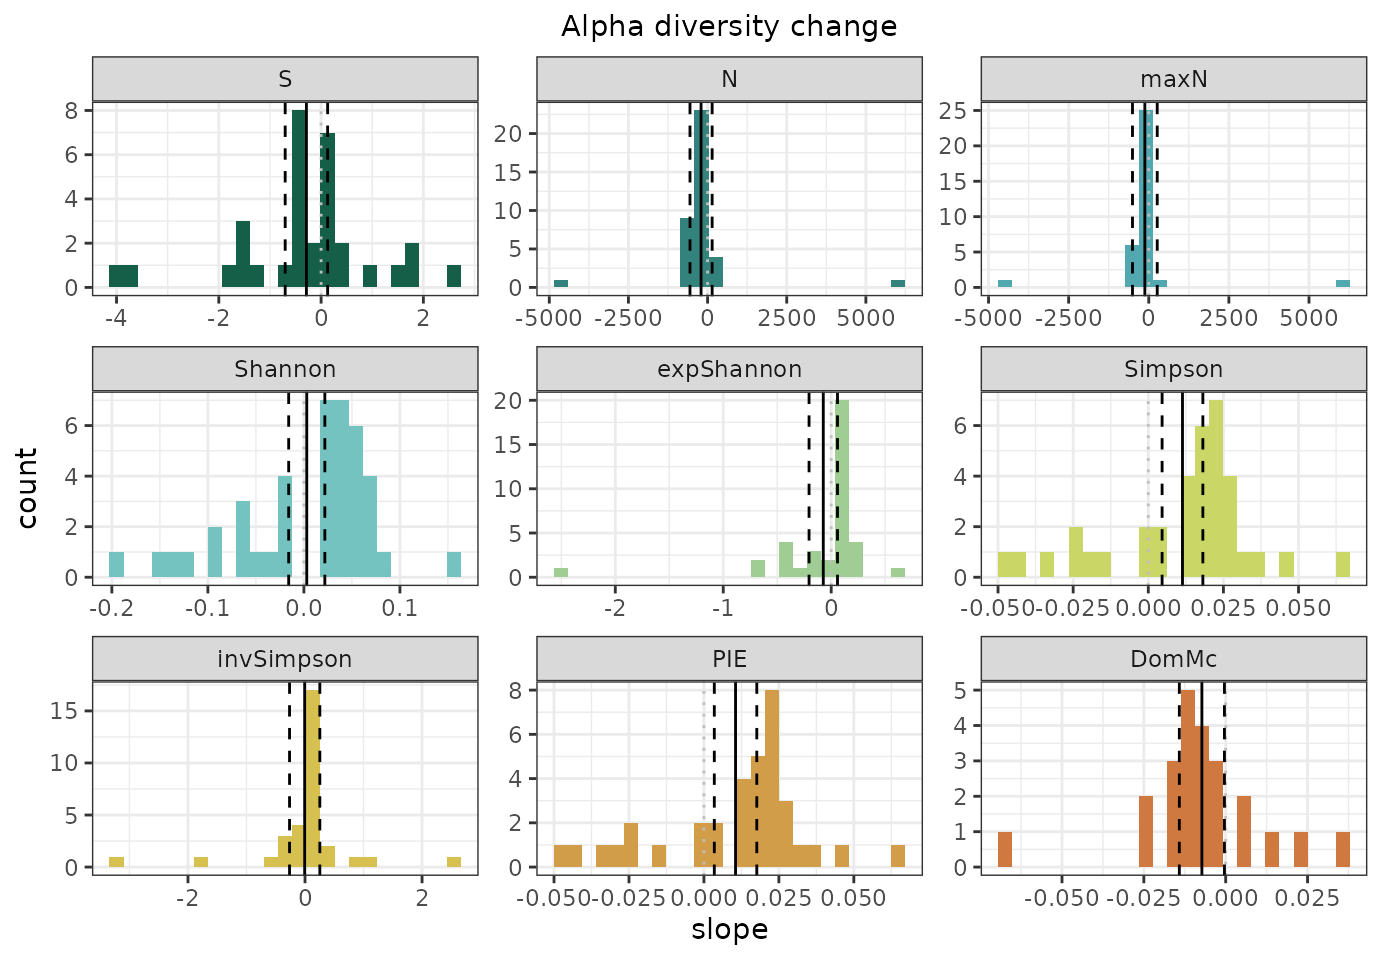 Alpha diversity change
S N maxN
8 6 4 2 0
20 15 10 5 0
25 20 15 10 5 0
-4 -2 0 2
-5000 -2500 0 2500 5000
-5000 -2500 0 2500 5000
Shannon expShannon Simpson
6 4 2 0
20 15 10 5 0
6 4 2 0
-0.2 -0.1 0.0 0.1
-2 -1 0
-0.050 -0.025 0.000 0.025 0.050
count
invSimpson PIE DomMc
15 10 5 0
8 6 4 2 0
5 4 3 2 1 0
-2 0 2
-0.050 -0.025 0.000 0.025 0.050
-0.050 -0.025 0.000 0.025
slope